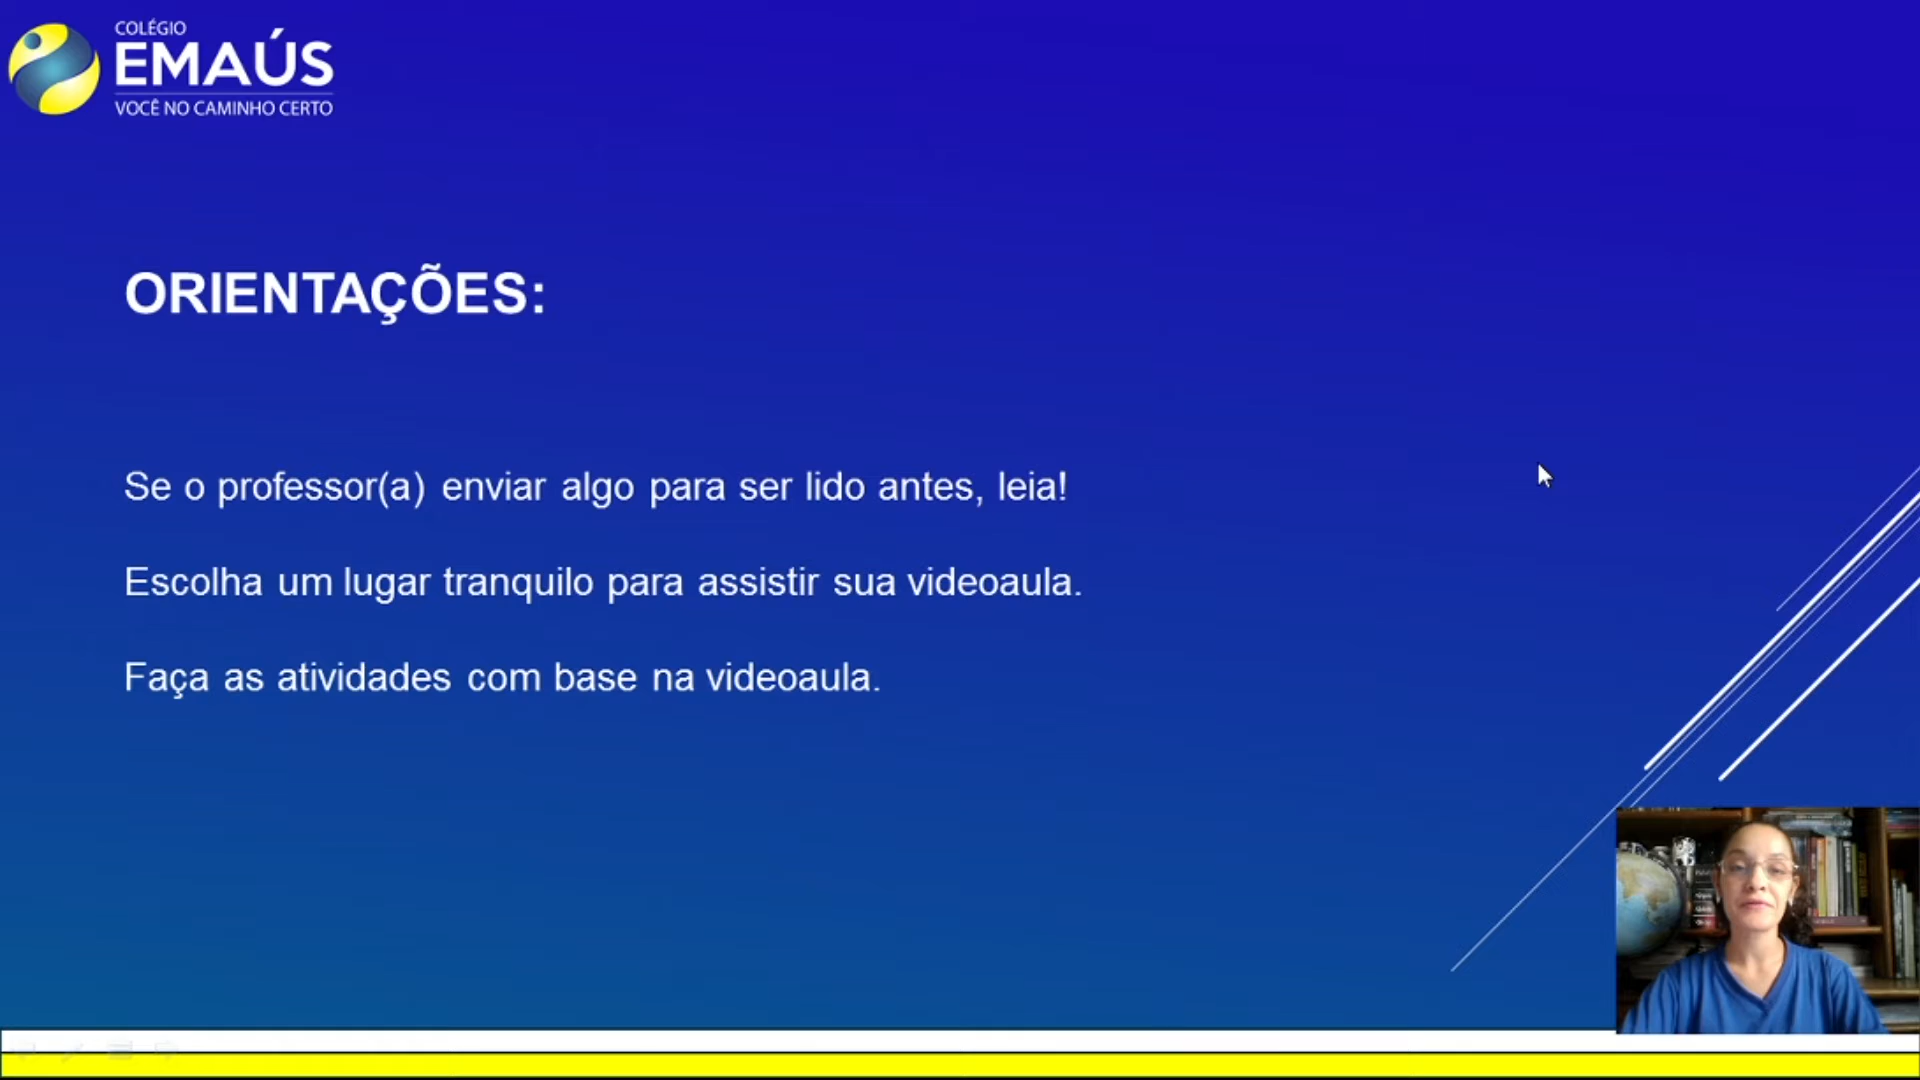 COLÉGIO
EMAÚS
VOCÊ NO CAMINHO CERTO
ORIENTAÇÕES:
Se o professor(a) enviar algo para ser lido antes, leia!
Escolha um lugar tranquilo para assistir sua videoaula.
Faça as atividades com base na videoaula.